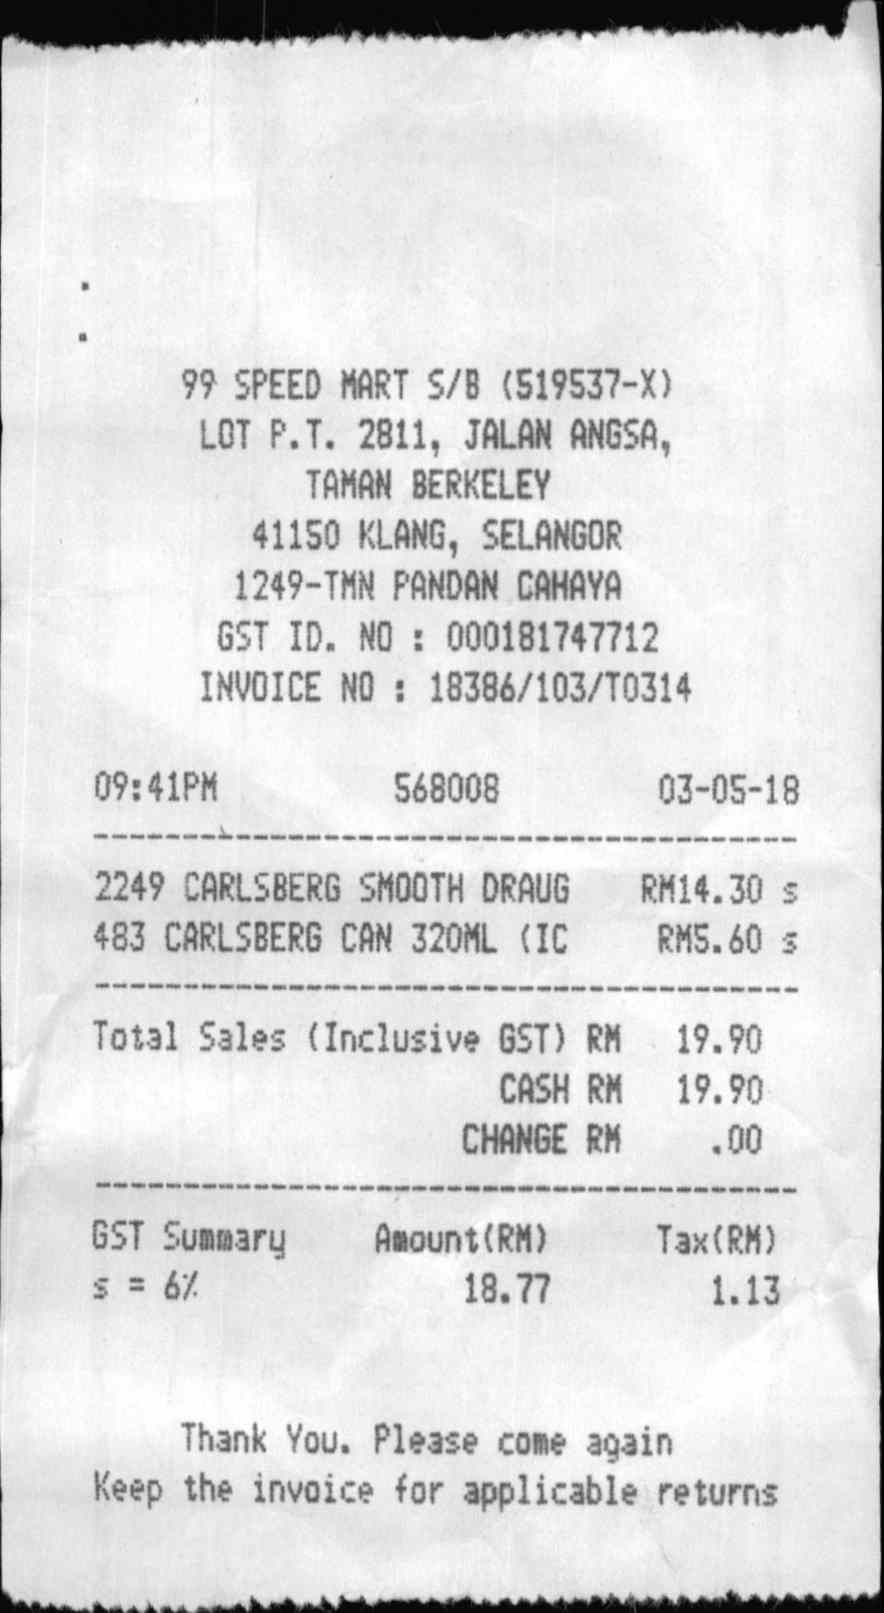 99 SPEED MART S/B (519537-X)
LOT P.T. 2811, JALAN ANGSA,
TAMAN BERKELEY
41150 KLANG, SELANGOR
1249-TMN PANDAN CAHAYA
GST ID. NO : 000181747712
INVOICE NO : 18386/103/T0314
09:41PM 568008 03-05-18
2249 CARLSBERG SMOOTH DRAUG RM14.30 s
483 CARLSBERG CAN 320ML (IC RM5.60 s
Total Sales (Inclusive GST) RM 19.90
CASH RM 19.90
CHANGE RM .00
GST Summary Amount(RM) Tax(RM)
s = 6% 18.77 1.13
Thank You. Please come again
Keep the invoice for applicable returns